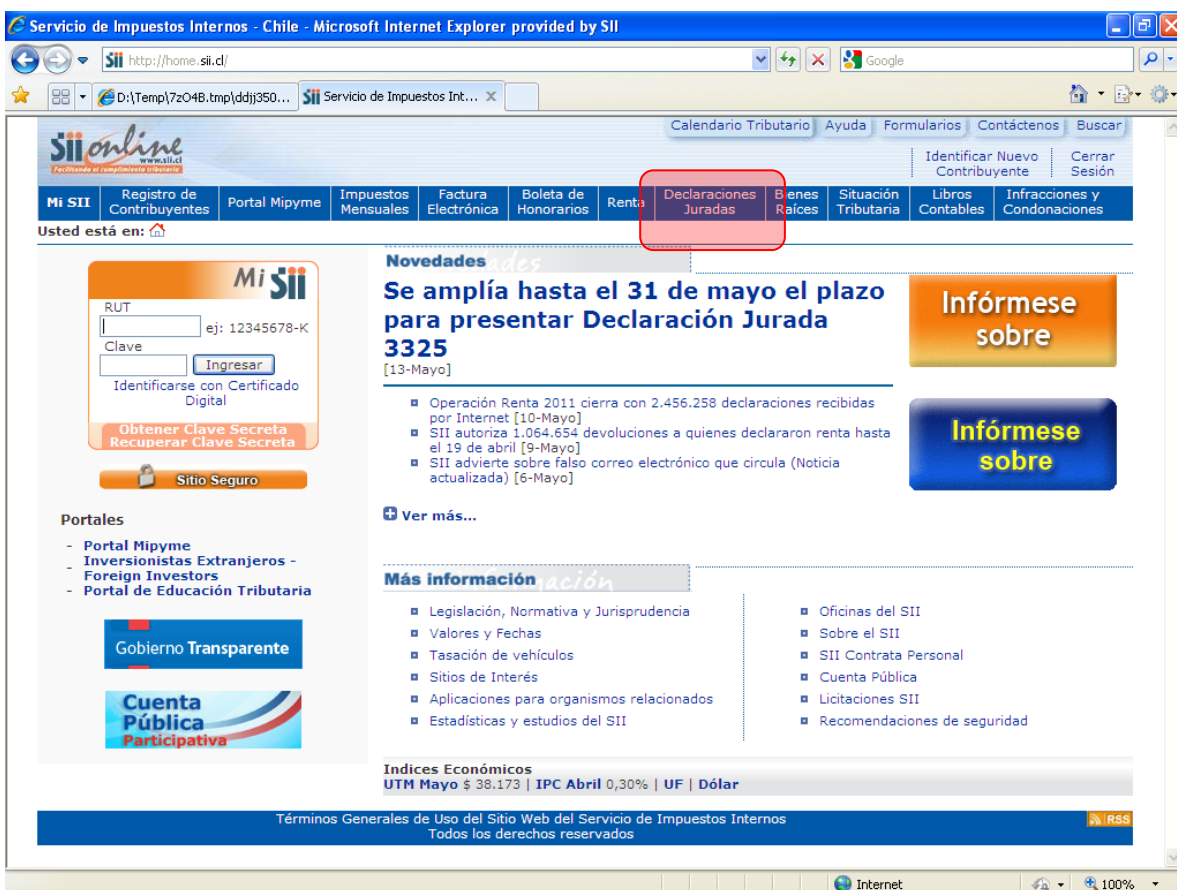 Servicio de Impuestos Internos - Chile - Microsoft Internet Explorer provided by SII
Sii http://home.sii.cl/
Google
D:\Temp\7zO4B.tmp\ddjj350...
Sii Servicio de Impuestos Int...
Calendario Tributario
Ayuda
Formularios
Contáctenos
Buscar
Sii online
www.sii.cl
Facilitando el cumplimiento tributario
Identificar Nuevo
Contribuyente
Cerrar
Sesión
Mi SII
Registro de
Contribuyentes
Portal Mipyme
Impuestos
Mensuales
Factura
Electrónica
Boleta de
Honorarios
Renta
Declaraciones
Juradas
Bienes
Raíces
Situación
Tributaria
Libros
Contables
Infracciones y
Condonaciones
Usted está en:
Mi Sii
RUT
ej: 12345678-K
Clave
Ingresar
Identificarse con Certificado
Digital
Obtener Clave Secreta
Recuperar Clave Secreta
Sitio Seguro
Portales
- Portal Mipyme
- Inversionistas Extranjeros -
Foreign Investors
- Portal de Educación Tributaria
Gobierno Transparente
Cuenta
Pública
Participativa
Novedades
Se amplía hasta el 31 de mayo el plazo
para presentar Declaración Jurada
3325
[13-Mayo]
Operación Renta 2011 cierra con 2.456.258 declaraciones recibidas
por Internet [10-Mayo]
SII autoriza 1.064.654 devoluciones a quienes declararon renta hasta
el 19 de abril [9-Mayo]
SII advierte sobre falso correo electrónico que circula (Noticia
actualizada) [6-Mayo]
Ver más...
Infórmese
sobre
Infórmese
sobre
Más información
Legislación, Normativa y Jurisprudencia
Valores y Fechas
Tasación de vehículos
Sitios de Interés
Aplicaciones para organismos relacionados
Estadísticas y estudios del SII
Oficinas del SII
Sobre el SII
SII Contrata Personal
Cuenta Pública
Licitaciones SII
Recomendaciones de seguridad
Indices Económicos
UTM Mayo $ 38.173 | IPC Abril 0,30% | UF | Dólar
Términos Generales de Uso del Sitio Web del Servicio de Impuestos Internos
Todos los derechos reservados
RSS
Internet
100%